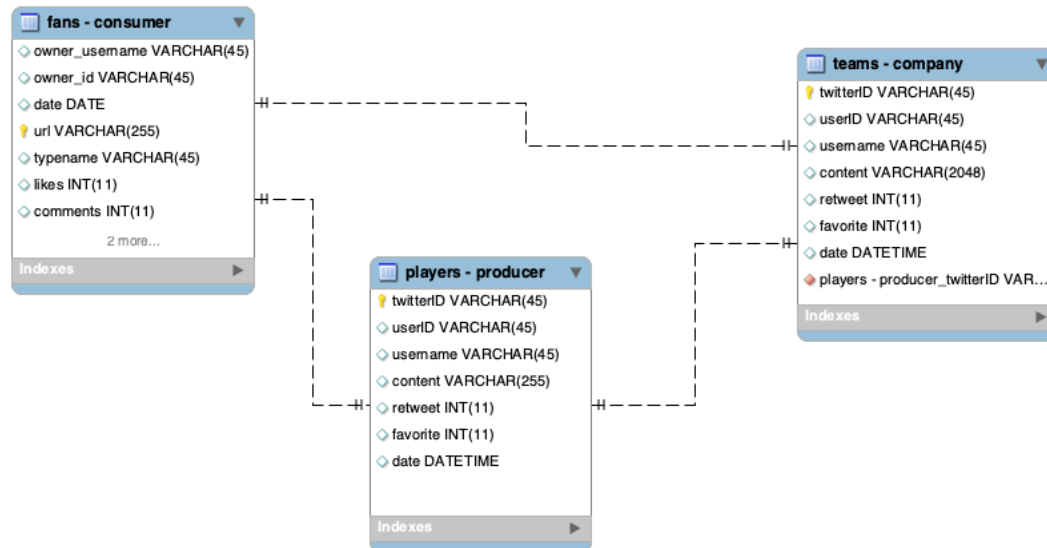 fans - consumer
owner_username VARCHAR(45)
owner_id VARCHAR(45)
date DATE
url VARCHAR(255)
typename VARCHAR(45)
likes INT(11)
comments INT(11)
2 more...
Indexes
teams - company
twitterID VARCHAR(45)
userID VARCHAR(45)
username VARCHAR(45)
content VARCHAR(2048)
retweet INT(11)
favorite INT(11)
date DATETIME
players - producer_twitterID VAR...
Indexes
players - producer
twitterID VARCHAR(45)
userID VARCHAR(45)
username VARCHAR(45)
content VARCHAR(255)
retweet INT(11)
favorite INT(11)
date DATETIME
Indexes